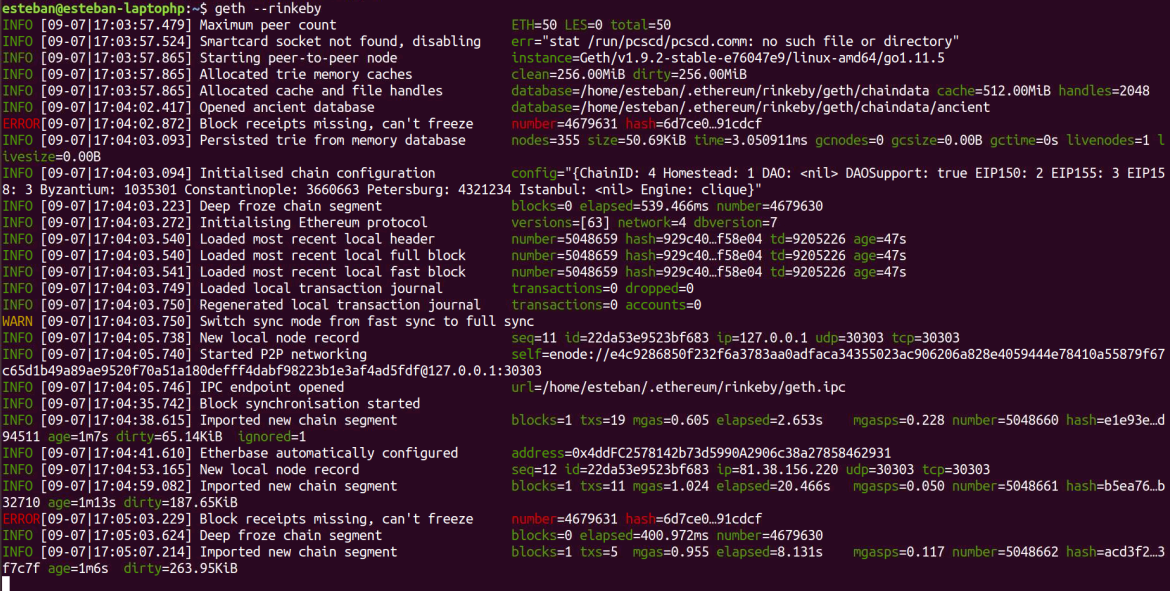 esteban@esteban-laptophp:~$ geth --rinkeby
INFO [09-07|17:03:57.479] Maximum peer count                       ETH=50 LES=0 total=50
INFO [09-07|17:03:57.524] Smartcard socket not found, disabling    err="stat /run/pcscd/pcscd.comm: no such file or directory"
INFO [09-07|17:03:57.865] Starting peer-to-peer node               instance=Geth/v1.9.2-stable-e76047e9/linux-amd64/go1.11.5
INFO [09-07|17:03:57.865] Allocated trie memory caches             clean=256.00MiB dirty=256.00MiB
INFO [09-07|17:03:57.865] Allocated cache and file handles         database=/home/esteban/.ethereum/rinkeby/geth/chaindata cache=512.00MiB handles=2048
INFO [09-07|17:04:02.417] Opened ancient database                  database=/home/esteban/.ethereum/rinkeby/geth/chaindata/ancient
ERROR[09-07|17:04:02.872] Block receipts missing, can't freeze     number=4679631 hash=6d7ce0…91cdcf
INFO [09-07|17:04:03.093] Persisted trie from memory database      nodes=355 size=50.69KiB time=3.050911ms gcnodes=0 gcsize=0.00B gctime=0s livenodes=1 l
ivesize=0.00B
INFO [09-07|17:04:03.094] Initialised chain configuration          config="{ChainID: 4 Homestead: 1 DAO: <nil> DAOSupport: true EIP150: 2 EIP155: 3 EIP15
8: 3 Byzantium: 1035301 Constantinople: 3660663 Petersburg: 4321234 Istanbul: <nil> Engine: clique}"
INFO [09-07|17:04:03.223] Deep froze chain segment                 blocks=0 elapsed=539.466ms number=4679630
INFO [09-07|17:04:03.272] Initialising Ethereum protocol           versions=[63] network=4 dbversion=7
INFO [09-07|17:04:03.540] Loaded most recent local header          number=5048659 hash=929c40…f58e04 td=9205226 age=47s
INFO [09-07|17:04:03.540] Loaded most recent local full block      number=5048659 hash=929c40…f58e04 td=9205226 age=47s
INFO [09-07|17:04:03.541] Loaded most recent local fast block      number=5048659 hash=929c40…f58e04 td=9205226 age=47s
INFO [09-07|17:04:03.749] Loaded local transaction journal         transactions=0 dropped=0
INFO [09-07|17:04:03.750] Regenerated local transaction journal    transactions=0 accounts=0
WARN [09-07|17:04:03.750] Switch sync mode from fast sync to full sync
INFO [09-07|17:04:05.738] New local node record                    seq=11 id=22da53e9523bf683 ip=127.0.0.1 udp=30303 tcp=30303
INFO [09-07|17:04:05.740] Started P2P networking                   self=enode://e4c9286850f232f6a3783aa0adfaca34355023ac906206a828e4059444e78410a55879f67
c65d1b49a89ae9520f70a51a180defff4dabf98223b1e3af4ad5fdf@127.0.0.1:30303
INFO [09-07|17:04:05.746] IPC endpoint opened                      url=/home/esteban/.ethereum/rinkeby/geth.ipc
INFO [09-07|17:04:35.742] Block synchronisation started
INFO [09-07|17:04:38.615] Imported new chain segment               blocks=1 txs=19 mgas=0.605 elapsed=2.653s    mgasps=0.228 number=5048660 hash=e1e93e…d
94511 age=1m7s dirty=65.14KiB  ignored=1
INFO [09-07|17:04:41.610] Etherbase automatically configured       address=0x4ddFC2578142b73d5990A2906c38a27858462931
INFO [09-07|17:04:53.165] New local node record                    seq=12 id=22da53e9523bf683 ip=81.38.156.220 udp=30303 tcp=30303
INFO [09-07|17:04:59.082] Imported new chain segment               blocks=1 txs=11 mgas=1.024 elapsed=20.466s   mgasps=0.050 number=5048661 hash=b5ea76…b
32710 age=1m13s dirty=187.65KiB
ERROR[09-07|17:05:03.229] Block receipts missing, can't freeze     number=4679631 hash=6d7ce0…91cdcf
INFO [09-07|17:05:03.624] Deep froze chain segment                 blocks=0 elapsed=400.972ms number=4679630
INFO [09-07|17:05:07.214] Imported new chain segment               blocks=1 txs=5  mgas=0.955 elapsed=8.131s    mgasps=0.117 number=5048662 hash=acd3f2…3
f7c7f age=1m6s  dirty=263.95KiB